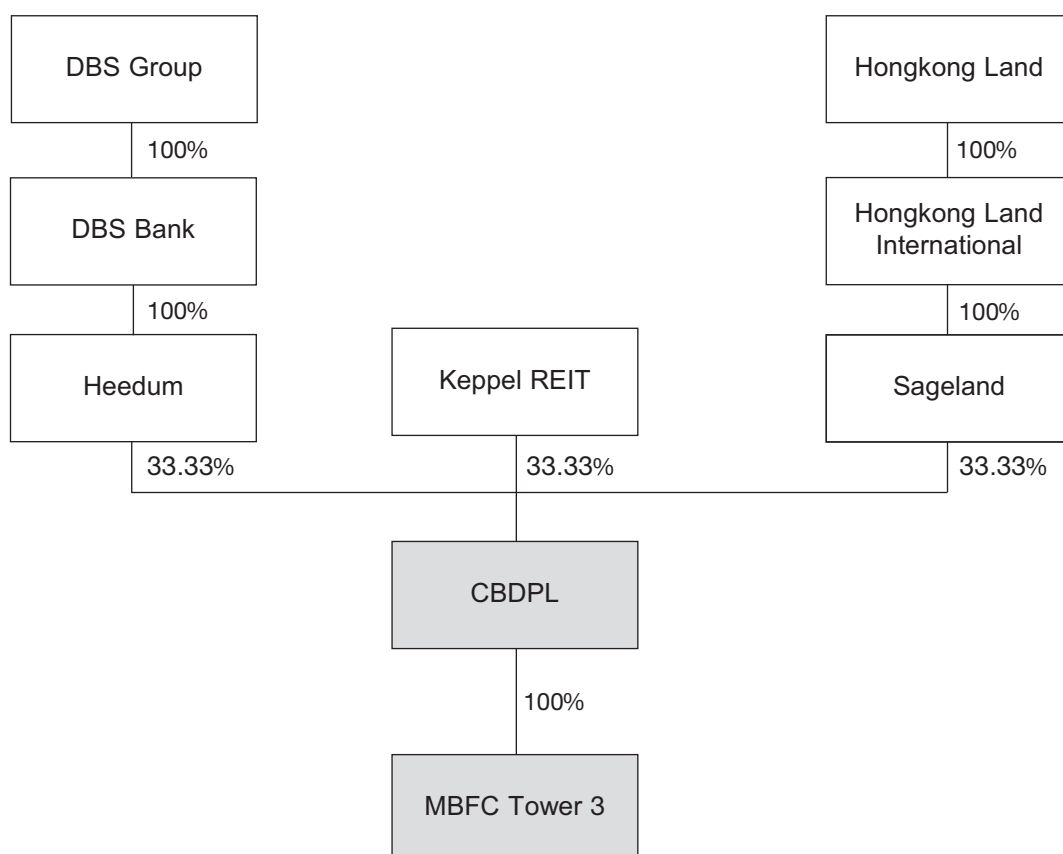 DBS Group
Hongkong Land
100%
100%
DBS Bank
Hongkong Land
International
100%
100%
Heedum
Keppel REIT
Sageland
33.33%
33.33%
33.33%
CBDPL
100%
MBFC Tower 3